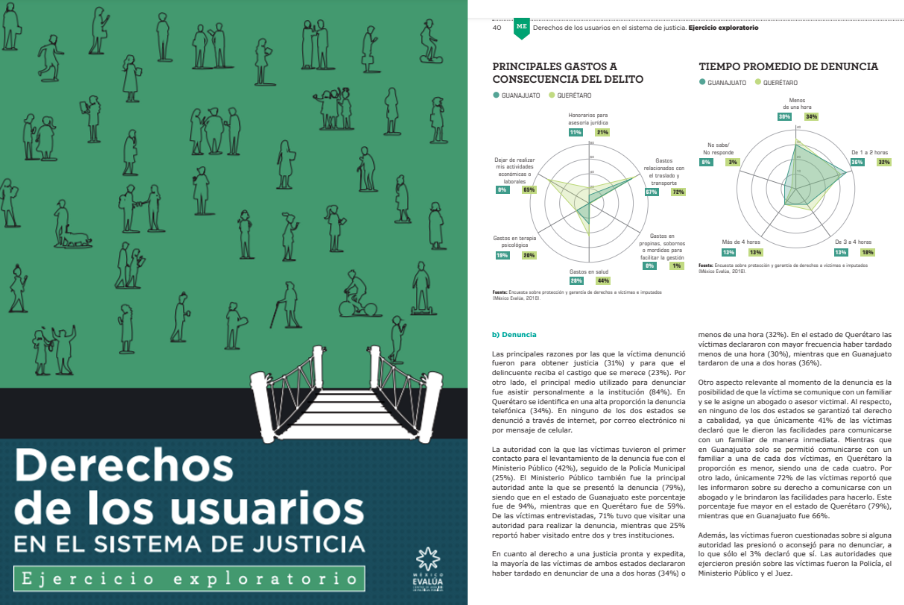 Derechos
de los usuarios
EN EL SISTEMA DE JUSTICIA
Ejercicio exploratorio
MÉXICO
EVALÚA
40 ME Derechos de los usuarios en el sistema de justicia. Ejercicio exploratorio
PRINCIPALES GASTOS A
CONSECUENCIA DEL DELITO
GUANAJUATO QUERÉTARO
Honorarios para
asesoría jurídica
11% 21%
Gastos
relacionados con
el traslado y
transporte
57% 72%
Gastos en
propinas, sobornos
o mordidas para
facilitar la gestión
0% 1%
Gastos en salud
29% 44%
Gastos en terapia
psicológica
19% 26%
Dejar de realizar
mis actividades
económicas o
laborales
65%
Fuente: Encuesta sobre protección y garantía de derechos a víctimas e imputados
(México Evalúa, 2016).
TIEMPO PROMEDIO DE DENUNCIA
GUANAJUATO QUERÉTARO
Menos
de una hora
34%
De 1 a 2 horas
De 3 a 4 horas
13% 19%
Más de 4 horas
13%
No sabe/
No responde
Fuente: Encuesta sobre protección y garantía de derechos a víctimas e imputados
(México Evalúa, 2016).
b) Denuncia
Las principales razones por las que la víctima denunció
fueron para obtener justicia (31%) y para que el
delincuente reciba el castigo que se merece (23%). Por
otro lado, el principal medio utilizado para denunciar
fue asistir personalmente a la institución (84%). En
Querétaro se identifica en una alta proporción la denuncia
telefónica (34%). En ninguno de los dos estados se
denunció a través de internet, por correo electrónico ni
por mensaje de celular.
La autoridad con la que las víctimas tuvieron el primer
contacto para el levantamiento de la denuncia fue con el
Ministerio Público (42%), seguido de la Policía Municipal
(25%). El Ministerio Público también fue la principal
autoridad ante la que se presentó la denuncia (79%),
siendo que en el estado de Guanajuato este porcentaje
fue de 94%, mientras que en Querétaro fue de 59%.
De las víctimas entrevistadas, 71% tuvo que visitar una
autoridad para realizar la denuncia, mientras que 25%
reportó haber visitado entre dos y tres instituciones.
En cuanto al derecho a una justicia pronta y expedita,
la mayoría de las víctimas de ambos estados declararon
haber tardado en denunciar de una a dos horas (34%) o
menos de una hora (32%). En el estado de Querétaro las
víctimas declararon con mayor frecuencia haber tardado
menos de una hora (30%), mientras que en Guanajuato
tardaron de una a dos horas (36%).
Otro aspecto relevante al momento de la denuncia es la
posibilidad de que la víctima se comunique con un familiar
y se le asigne un abogado o asesor victimal. Al respecto,
en ninguno de los dos estados se garantizó tal derecho
a cabalidad, ya que únicamente 41% de las víctimas
declaró que le dieron las facilidades para comunicarse
con un familiar de manera inmediata. Mientras que
en Guanajuato solo se permitió comunicarse con un
familiar a una de cada dos víctimas, en Querétaro la
proporción es menor, siendo una de cada cuatro. Por
otro lado, únicamente 72% de las víctimas reportó que
les informaron sobre su derecho a comunicarse con un
abogado y le brindaron las facilidades para hacerlo. Este
porcentaje fue mayor en el estado de Querétaro (79%),
mientras que en Guanajuato fue 66%.
Además, las víctimas fueron cuestionadas sobre si alguna
autoridad las presionó o aconsejó para no denunciar, a
lo que sólo el 3% declaró que sí. Las autoridades que
ejercieron presión sobre las víctimas fueron la Policía, el
Ministerio Público y el Juez.